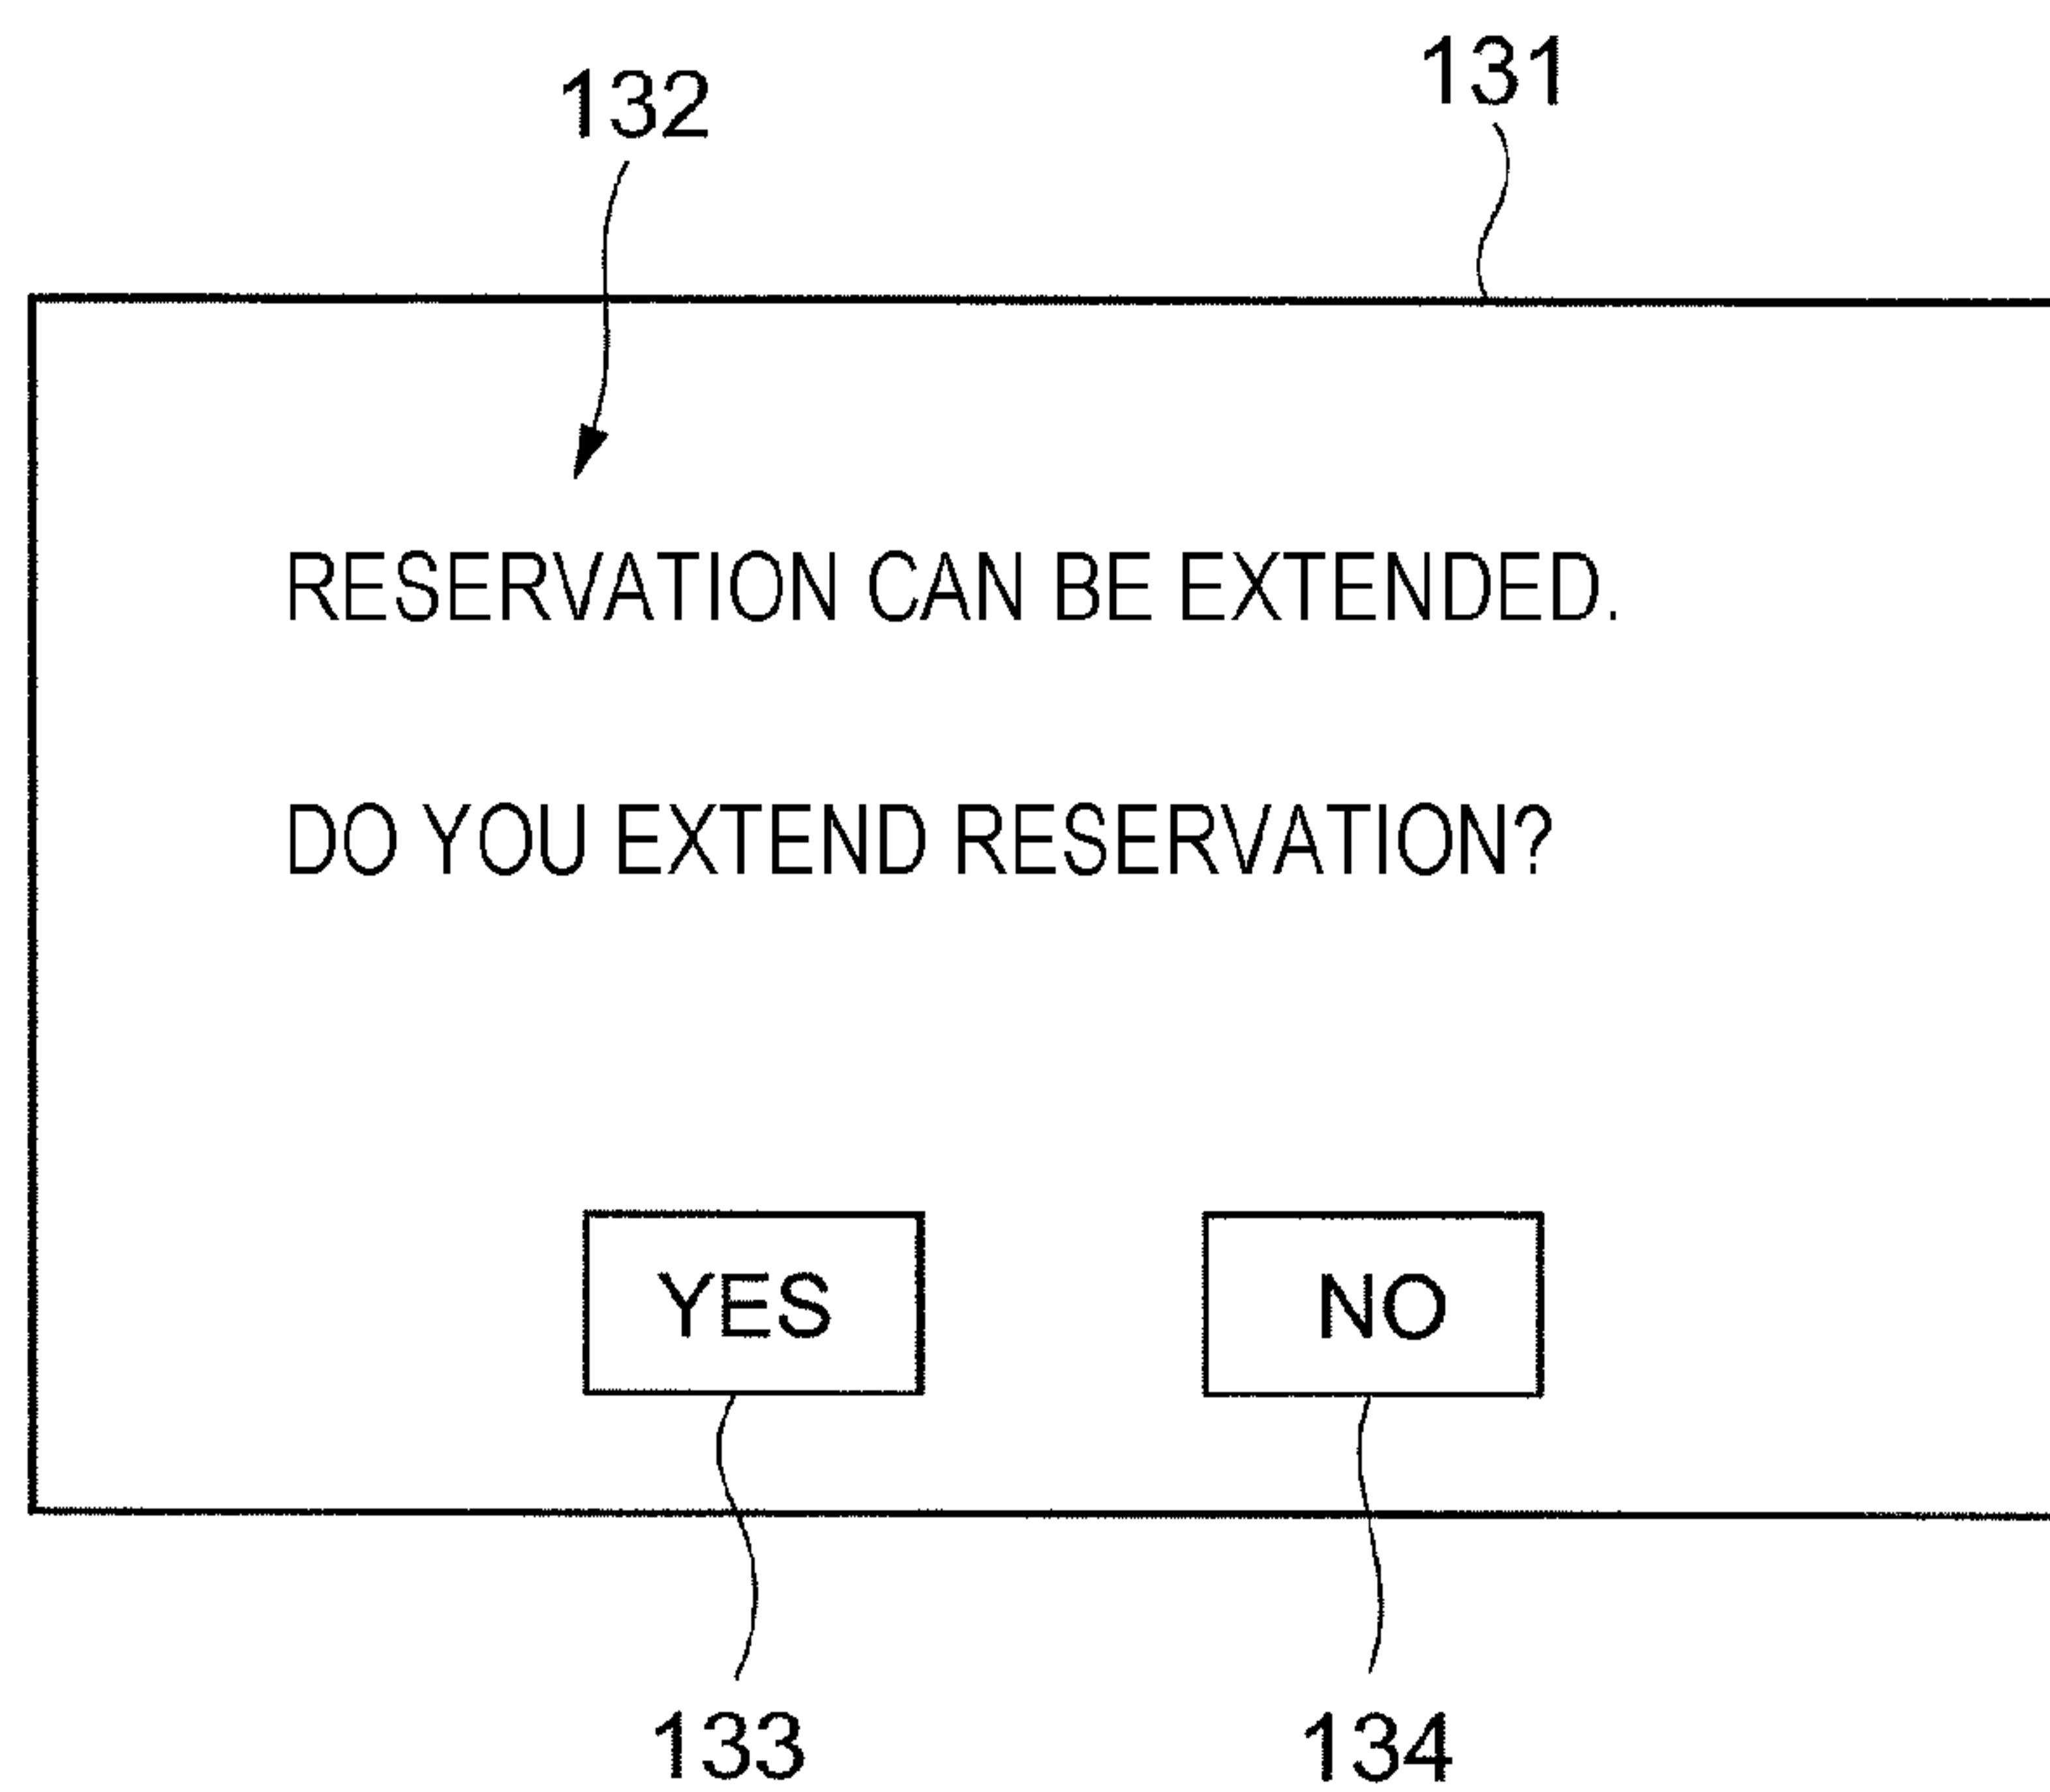 131
132
RESERVATION CAN BE EXTENDED.
DO YOU EXTEND RESERVATION?
YES NO
133 134